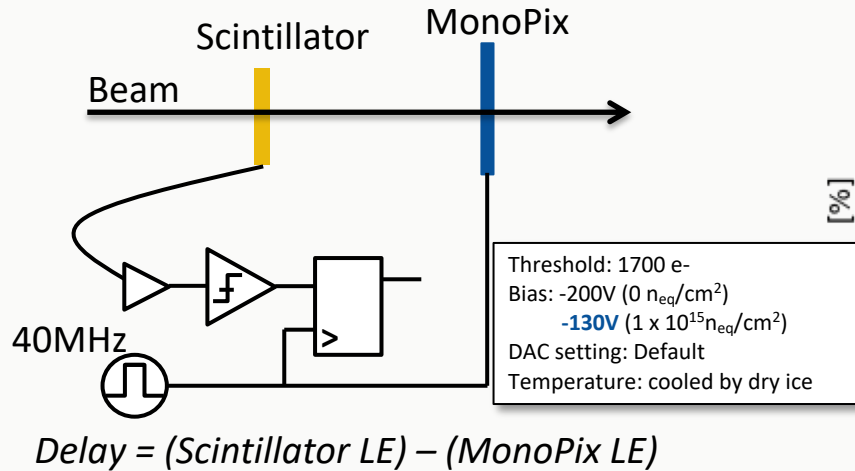 Scintillator
MonoPix
Beam
[%]
Threshold: 1700 e-
Bias: -200V (0 nₑq/cm²)
-130V (1 x 10¹⁵nₑq/cm²)
DAC setting: Default
Temperature: cooled by dry ice
40MHz
>
Delay = (Scintillator LE) – (MonoPix LE)